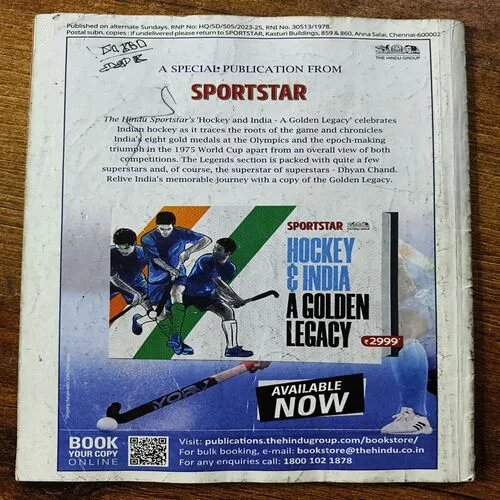 Published on alternate Sundays, RNP No: HQ/SD/505/2023-25, RNI No. 30513/1978.
Postal subn. copies : if undelivered please return to SPORTSTAR, Kasturi Buildings, 859 & 860, Anna Salai, Chennai-600002
THE HINDU GROUP
A SPECIAL PUBLICATION FROM
SPORTSTAR
The Hindu Sportstar's 'Hockey and India - A Golden Legacy' celebrates
Indian hockey as it traces the roots of the game and chronicles
India's eight gold medals at the Olympics and the epoch-making
triumph in the 1975 World Cup apart from an overall view of both
competitions. The Legends section is packed with quite a few
superstars and, of course, the superstar of superstars - Dhyan Chand.
Relive India's memorable journey with a copy of the Golden Legacy.
SPORTSTAR
HOCKEY
& INDIA
A GOLDEN
LEGACY
₹2999*
YORU
AVAILABLE
NOW
BOOK
YOUR COPY
ONLINE
Visit: publications.thehindugroup.com/bookstore/
For bulk booking, e-mail: bookstore@thehindu.co.in
For any enquiries call: 1800 102 1878